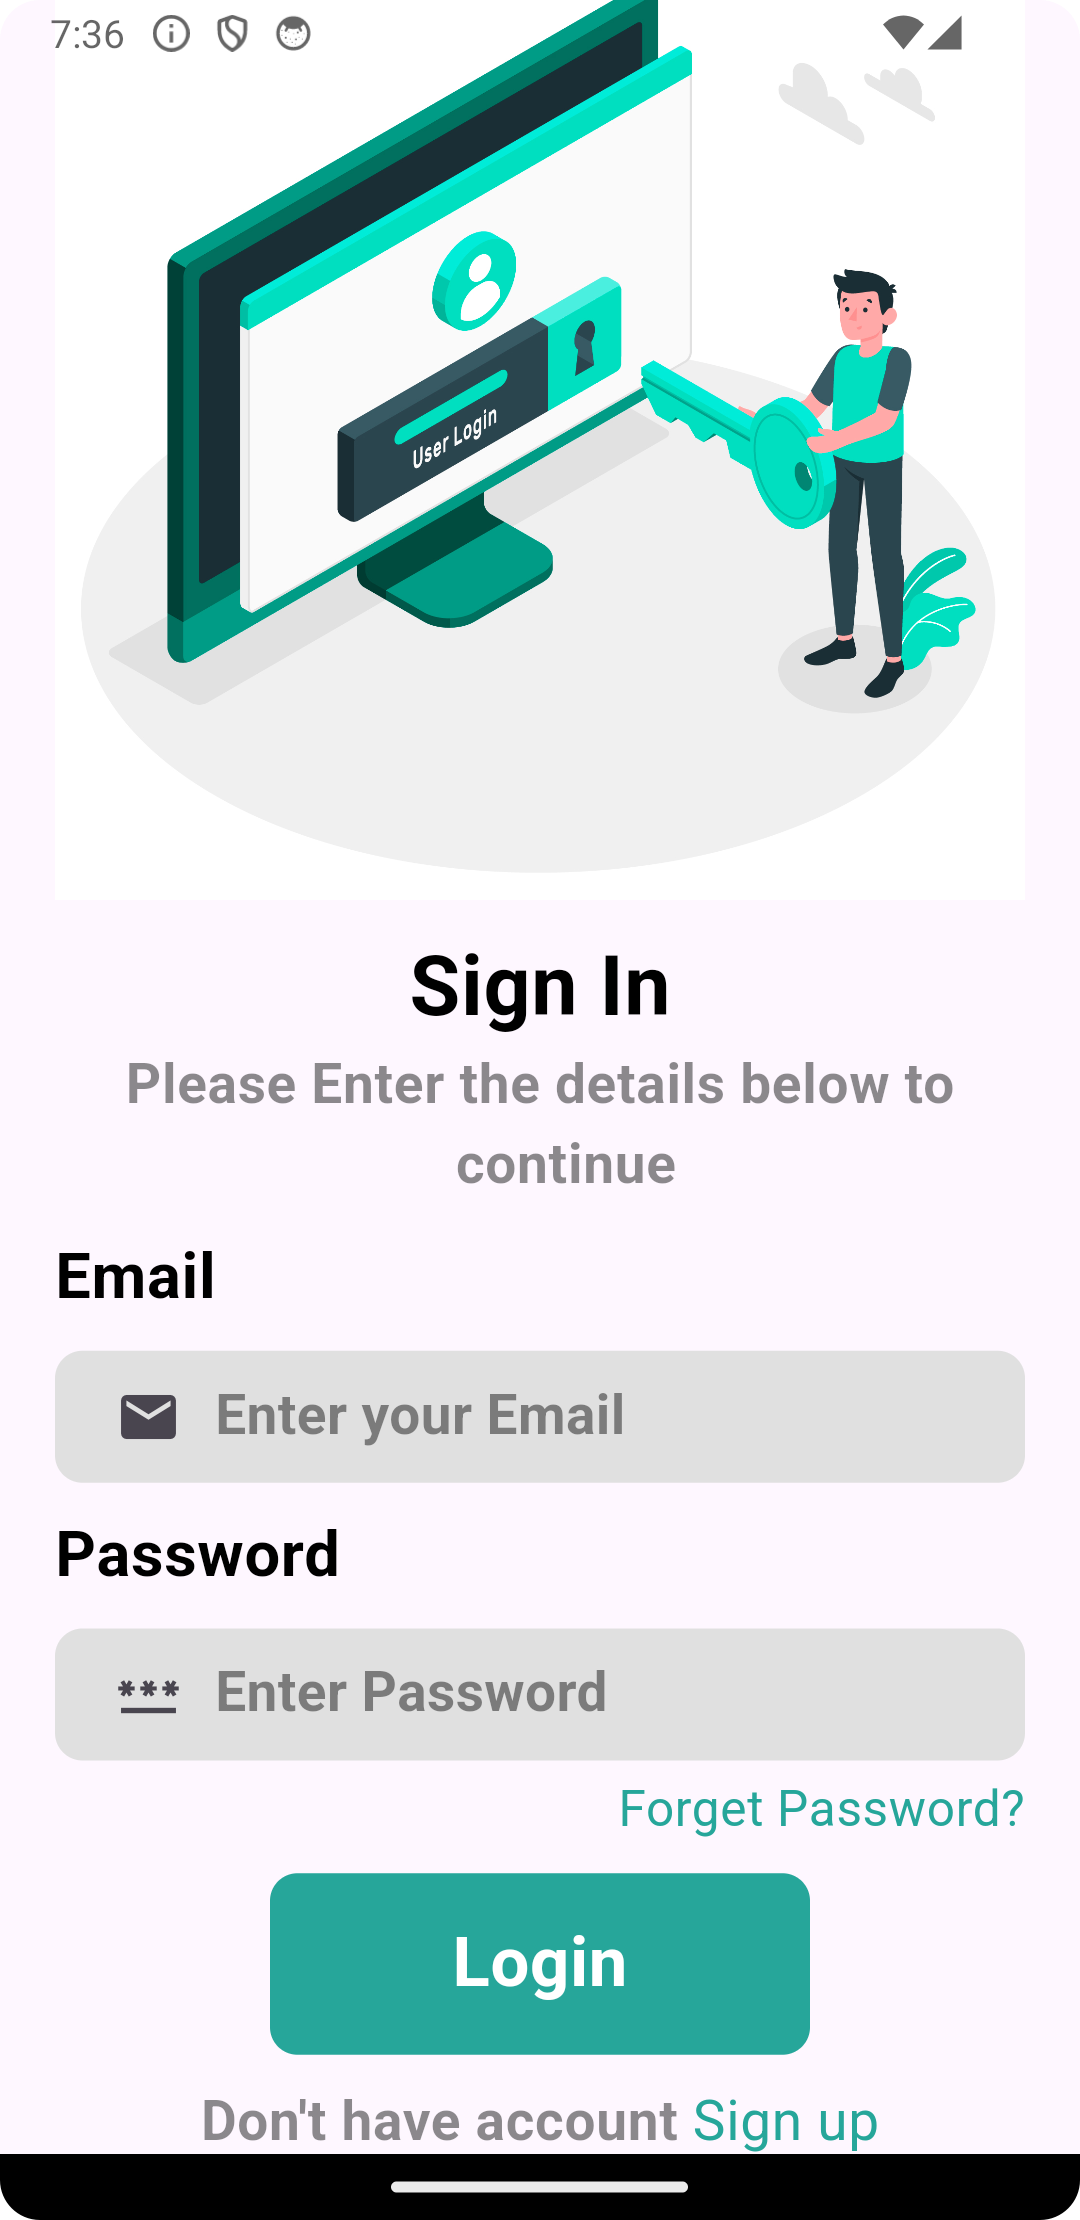 7:36
User Login
Sign In
Please Enter the details below to
continue
Email
Enter your Email
Password
*** Enter Password
Forget Password?
Login
Don't have account Sign up